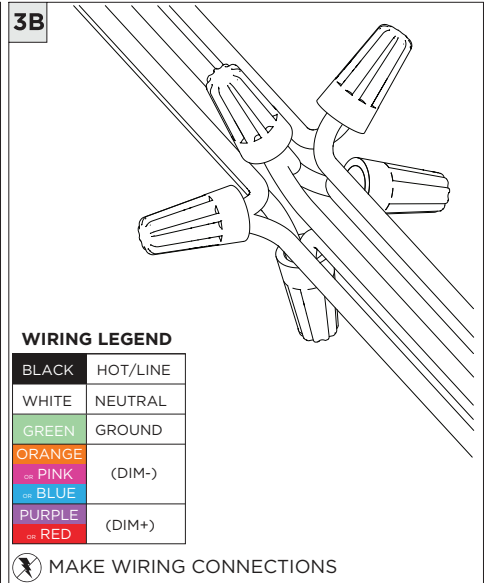 3B
WIRING LEGEND
BLACK HOT/LINE
WHITE NEUTRAL
GREEN GROUND
ORANGE
OR PINK (DIM-)
OR BLUE
PURPLE
OR RED (DIM+)
MAKE WIRING CONNECTIONS